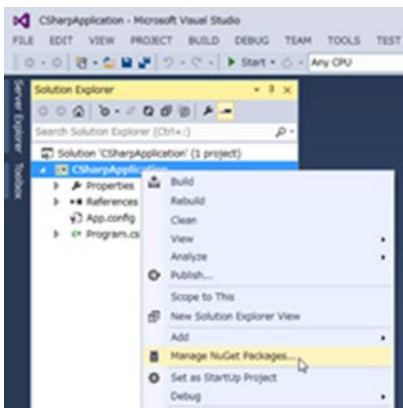 CSharpApplication - Microsoft Visual Studio
FILE EDIT VIEW PROJECT BUILD DEBUG TEAM TOOLS TEST
Start
Any CPU
Server Explorer
Toolbox
Solution Explorer
Search Solution Explorer (Ctrl+:)
Solution 'CSharpApplication' (1 project)
CSharpApplication
Properties
References
App.config
Program.cs
Build
Rebuild
Clean
View
Analyze
Publish...
Scope to This
New Solution Explorer View
Add
Manage NuGet Packages...
Set as StartUp Project
Debug